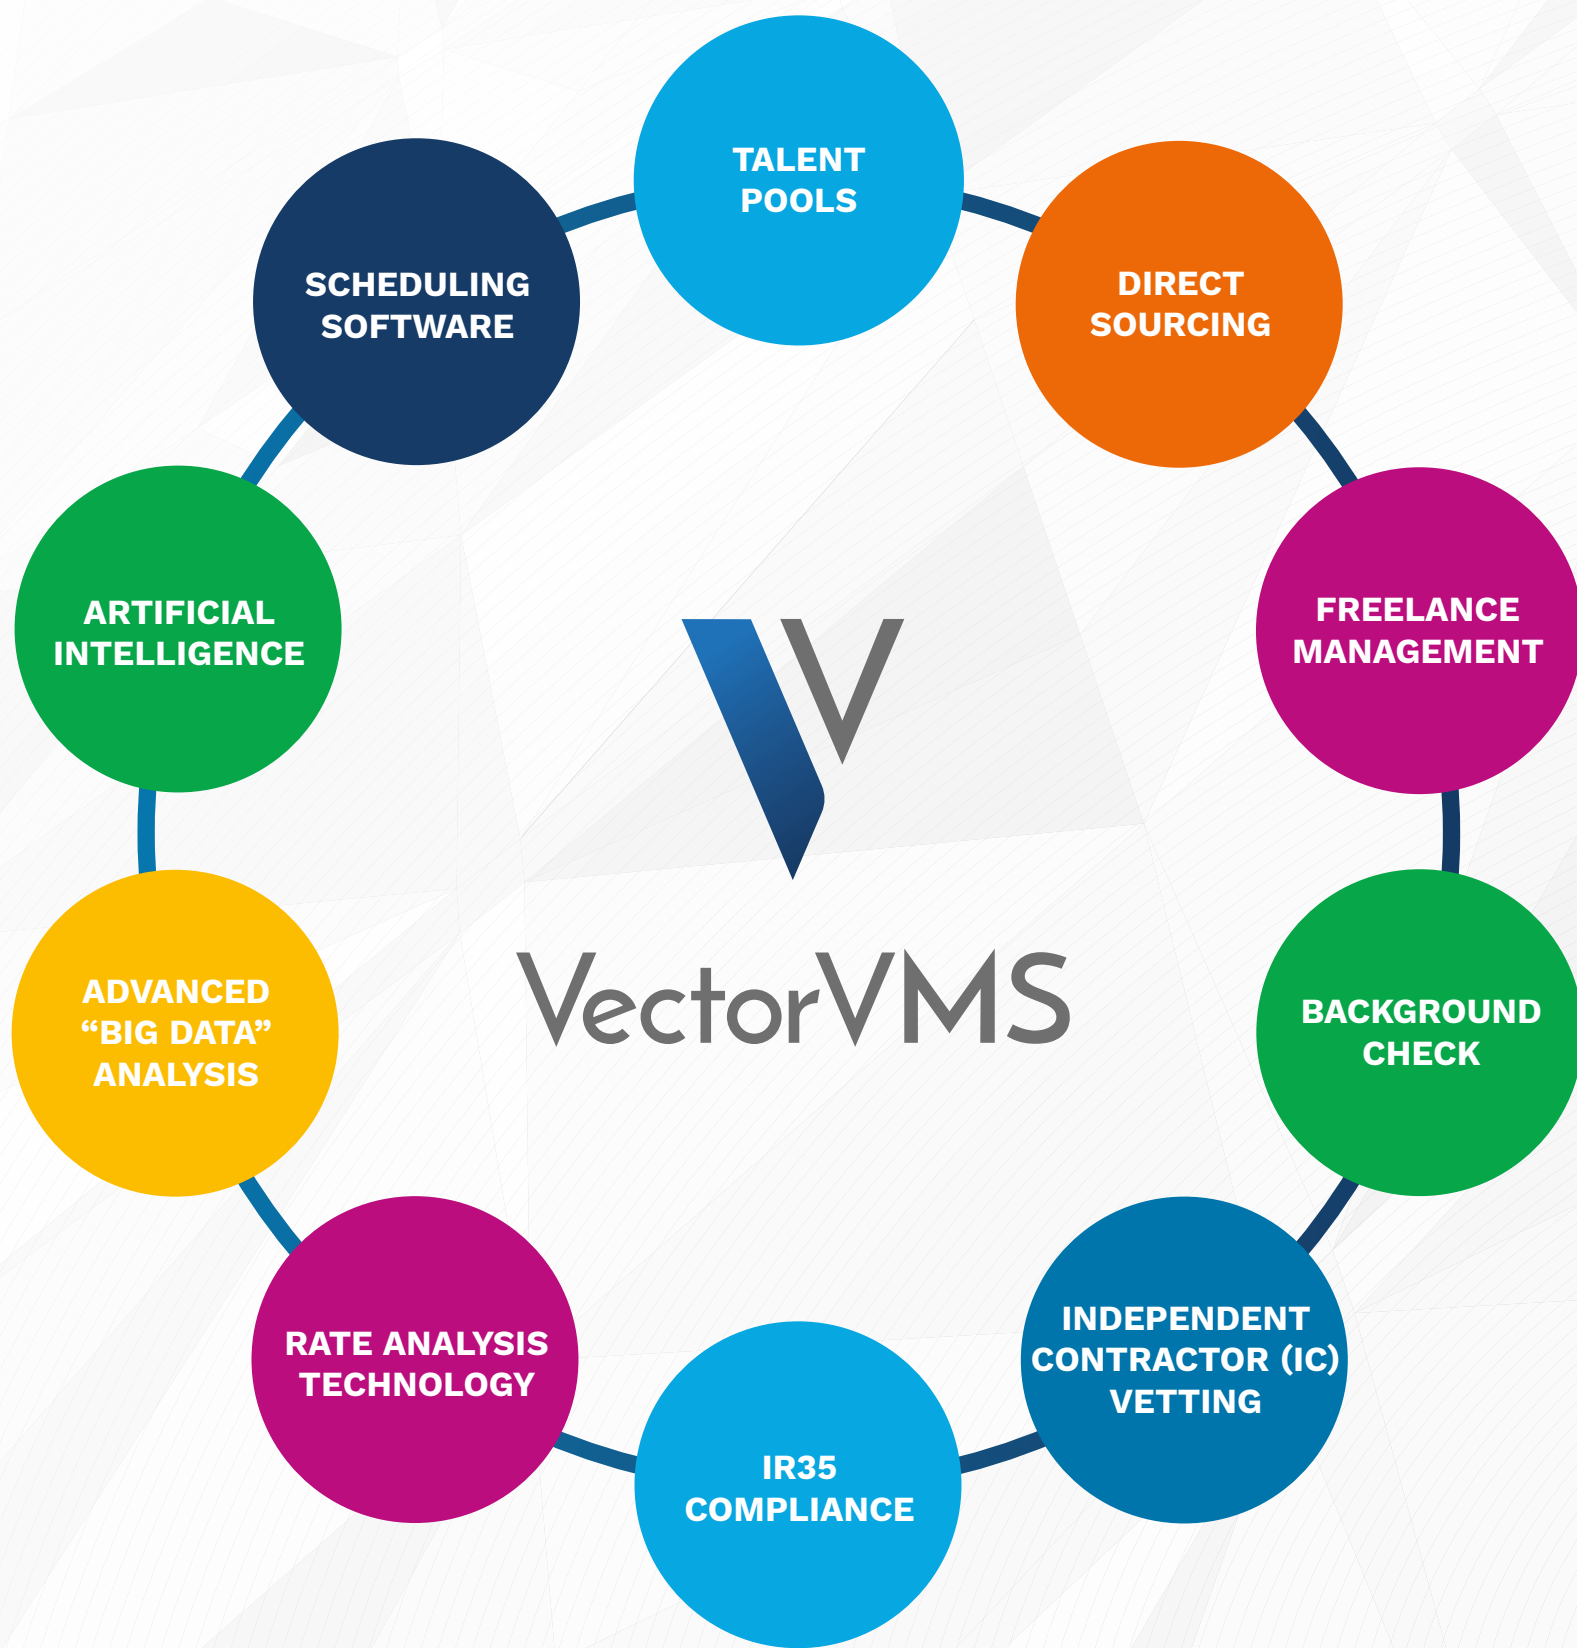 TALENT
POOLS
DIRECT
SOURCING
FREELANCE
MANAGEMENT
BACKGROUND
CHECK
INDEPENDENT
CONTRACTOR (IC)
VETTING
IR35
COMPLIANCE
RATE ANALYSIS
TECHNOLOGY
ADVANCED
“BIG DATA”
ANALYSIS
ARTIFICIAL
INTELLIGENCE
SCHEDULING
SOFTWARE
VectorVMS